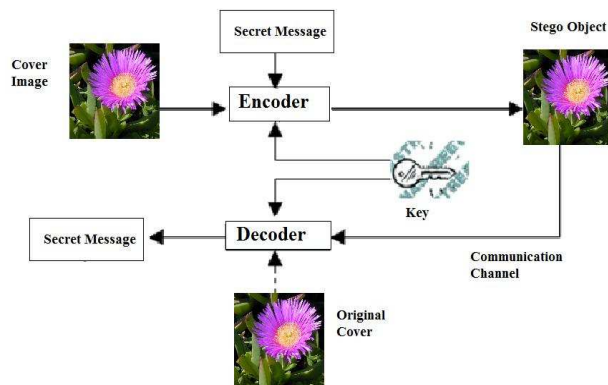 Secret Message
Stego Object
Cover
Image
Encoder
Key
Secret Message
Decoder
Communication
Channel
Original
Cover